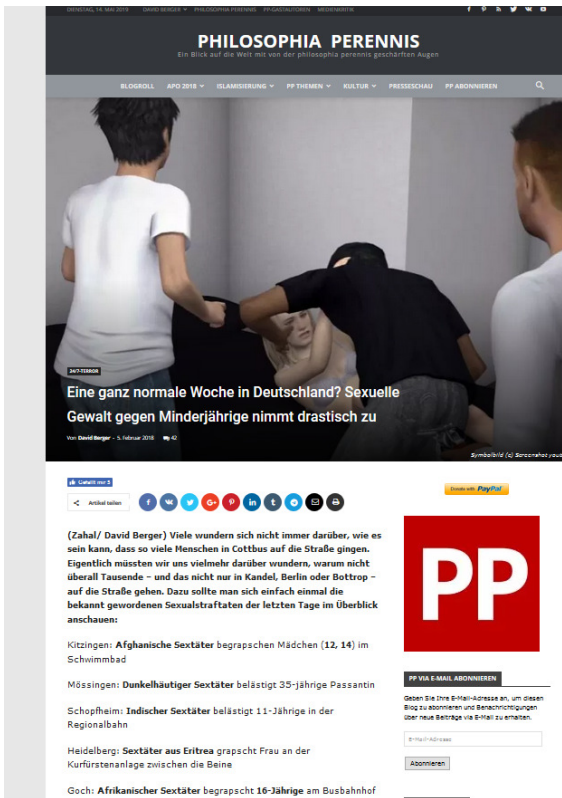 DIENSTAG, 14. MAI 2019 DAVID BERGER PHILOSOPHIA PERENNIS PP-GASTAUTOREN MEDIENKRITIK
PHILOSOPHIA PERENNIS
Ein Blick auf die Welt mit von der philosophia perennis geschärften Augen
BLOGROLL APO 2018 ISLAMISIERUNG PP THEMEN KULTUR PRESSESCHAU PP ABONNIEREN
24/7-TERROR
Eine ganz normale Woche in Deutschland? Sexuelle
Gewalt gegen Minderjährige nimmt drastisch zu
Von David Berger - 5. Februar 2018 42
Symbolbild (c) Screenshot yout
Gefällt mir 5
Artikel teilen
Donate with PayPal
(Zahal/ David Berger) Viele wundern sich nicht immer darüber, wie es
sein kann, dass so viele Menschen in Cottbus auf die Straße gingen.
Eigentlich müssten wir uns vielmehr darüber wundern, warum nicht
überall Tausende – und das nicht nur in Kandel, Berlin oder Bottrop –
auf die Straße gehen. Dazu sollte man sich einfach einmal die
bekannt gewordenen Sexualstraftaten der letzten Tage im Überblick
anschauen:
Kitzingen: Afghanische Sextäter begrapschen Mädchen (12, 14) im
Schwimmbad
Mössingen: Dunkelhäutiger Sextäter belästigt 35-jährige Passantin
Schopfheim: Indischer Sextäter belästigt 11-Jährige in der
Regionalbahn
Heidelberg: Sextäter aus Eritrea grapscht Frau an der
Kurfürstenanlage zwischen die Beine
Goch: Afrikanischer Sextäter begrapscht 16-Jährige am Busbahnhof
PP
PP VIA E-MAIL ABONNIEREN
Geben Sie Ihre E-Mail-Adresse an, um diesen
Blog zu abonnieren und Benachrichtigungen
über neue Beiträge via E-Mail zu erhalten.
E-Mail-Adresse
Abonnieren